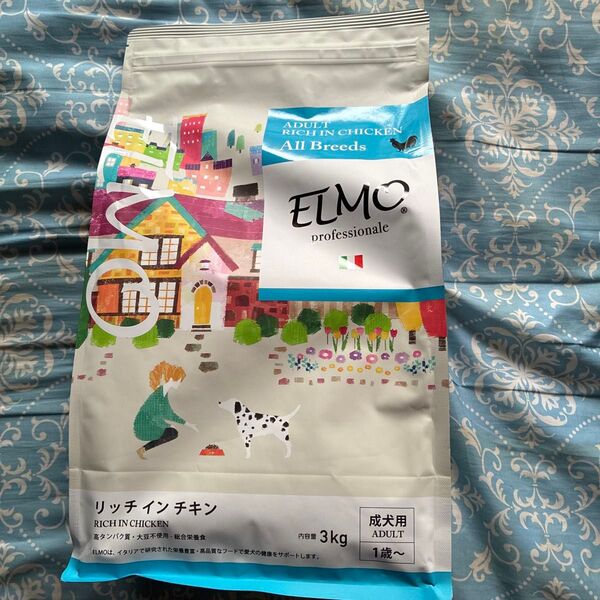 ADULT
RICH IN CHICKEN
All Breeds
ELMO®
professionale
ELMO
リッチ イン チキン
RICH IN CHICKEN
高タンパク質・大豆不使用・総合栄養食
ELMOは、イタリアで研究された栄養豊富・高品質なフードで愛犬の健康をサポートします。
内容量 3kg
成犬用
ADULT
1歳〜